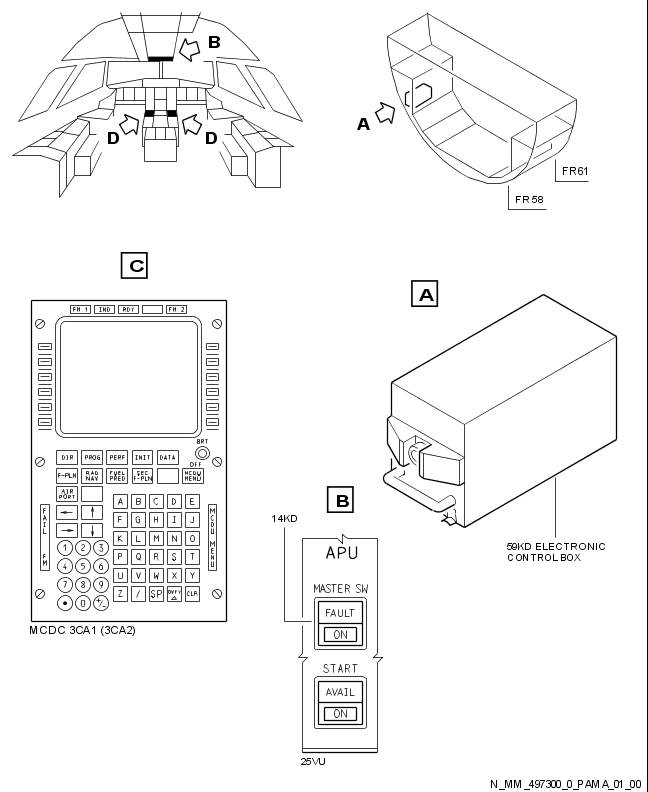 B
D
D
A
FR61
FR58
C
A
FM 1 IND RDY FM 2
BRT
DIR PROG PERF INIT DATA
OFF
F-PLN RAD NAV FUEL PRED SEC F-PLN MCDU MENU
AIR PORT
← ↑
→ ↓
FAIL
FM
MCDU MENU
A B C D E
F G H I J
K L M N O
P Q R S T
U V W X Y
Z / SP OVFY △ CLR
1 2 3
4 5 6
7 8 9
• 0 +/-
MCDC 3CA1 (3CA2)
B
14KD
APU
MASTER SW
FAULT
ON
START
AVAIL
ON
25VU
59KD ELECTRONIC
CONTROL BOX
N_MM_497300_0_PAMA_01_00